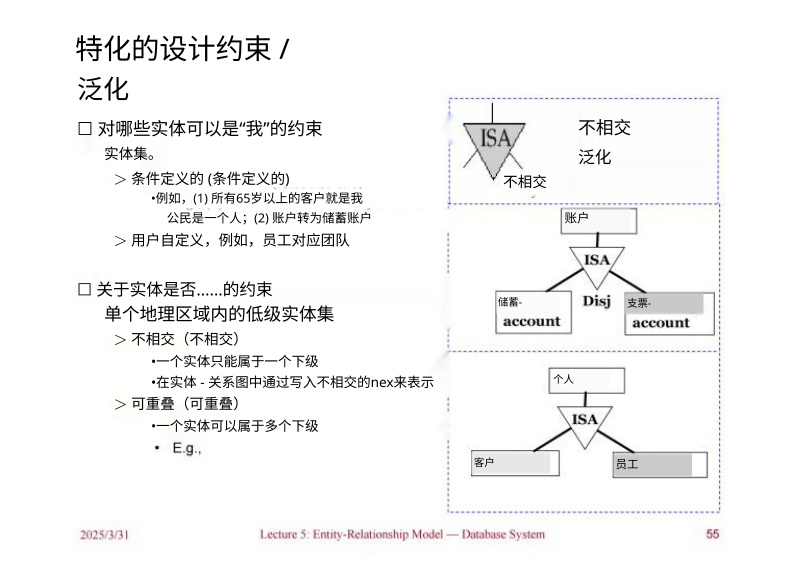 特化的设计约束 /
泛化
□ 对哪些实体可以是“我”的约束
实体集。
＞ 条件定义的 (条件定义的)
•例如，(1) 所有65岁以上的客户就是我
公民是一个人；(2) 账户转为储蓄账户
＞ 用户自定义，例如，员工对应团队
□ 关于实体是否......的约束
单个地理区域内的低级实体集
＞ 不相交（不相交）
•一个实体只能属于一个下级
•在实体 - 关系图中通过写入不相交的nex来表示
＞ 可重叠（可重叠）
•一个实体可以属于多个下级
• E.g.,
ISA
不相交
不相交
泛化
账户
ISA
储蓄-
account
Disj
支票-
account
个人
ISA
客户
员工
2025/3/31
Lecture 5: Entity-Relationship Model — Database System
55